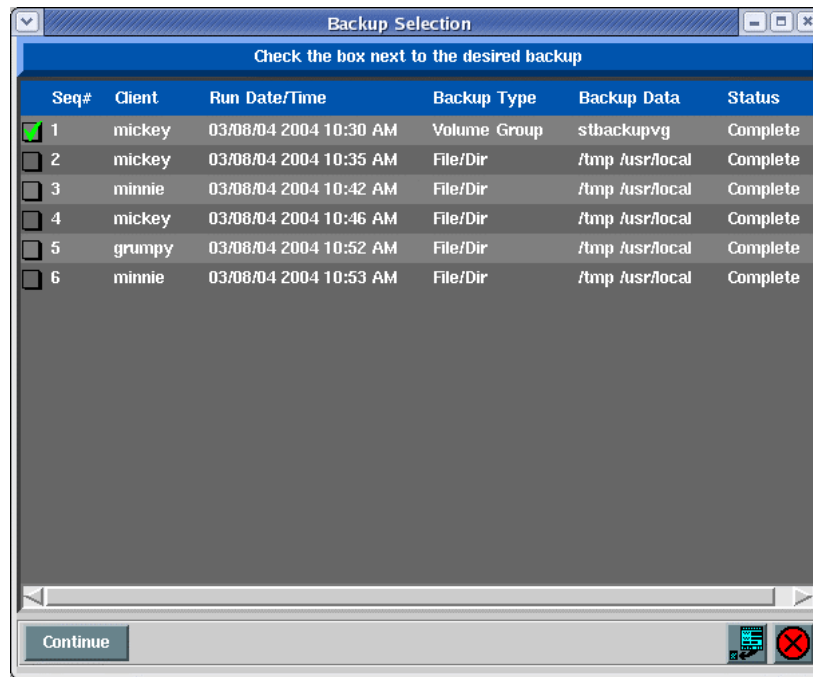 Backup Selection
Check the box next to the desired backup
Seq# Client Run Date/Time Backup Type Backup Data Status
1 mickey 03/08/04 2004 10:30 AM Volume Group stbackupvg Complete
2 mickey 03/08/04 2004 10:35 AM File/Dir /tmp /usr/local Complete
3 minnie 03/08/04 2004 10:42 AM File/Dir /tmp /usr/local Complete
4 mickey 03/08/04 2004 10:46 AM File/Dir /tmp /usr/local Complete
5 grumpy 03/08/04 2004 10:52 AM File/Dir /tmp /usr/local Complete
6 minnie 03/08/04 2004 10:53 AM File/Dir /tmp /usr/local Complete
Continue